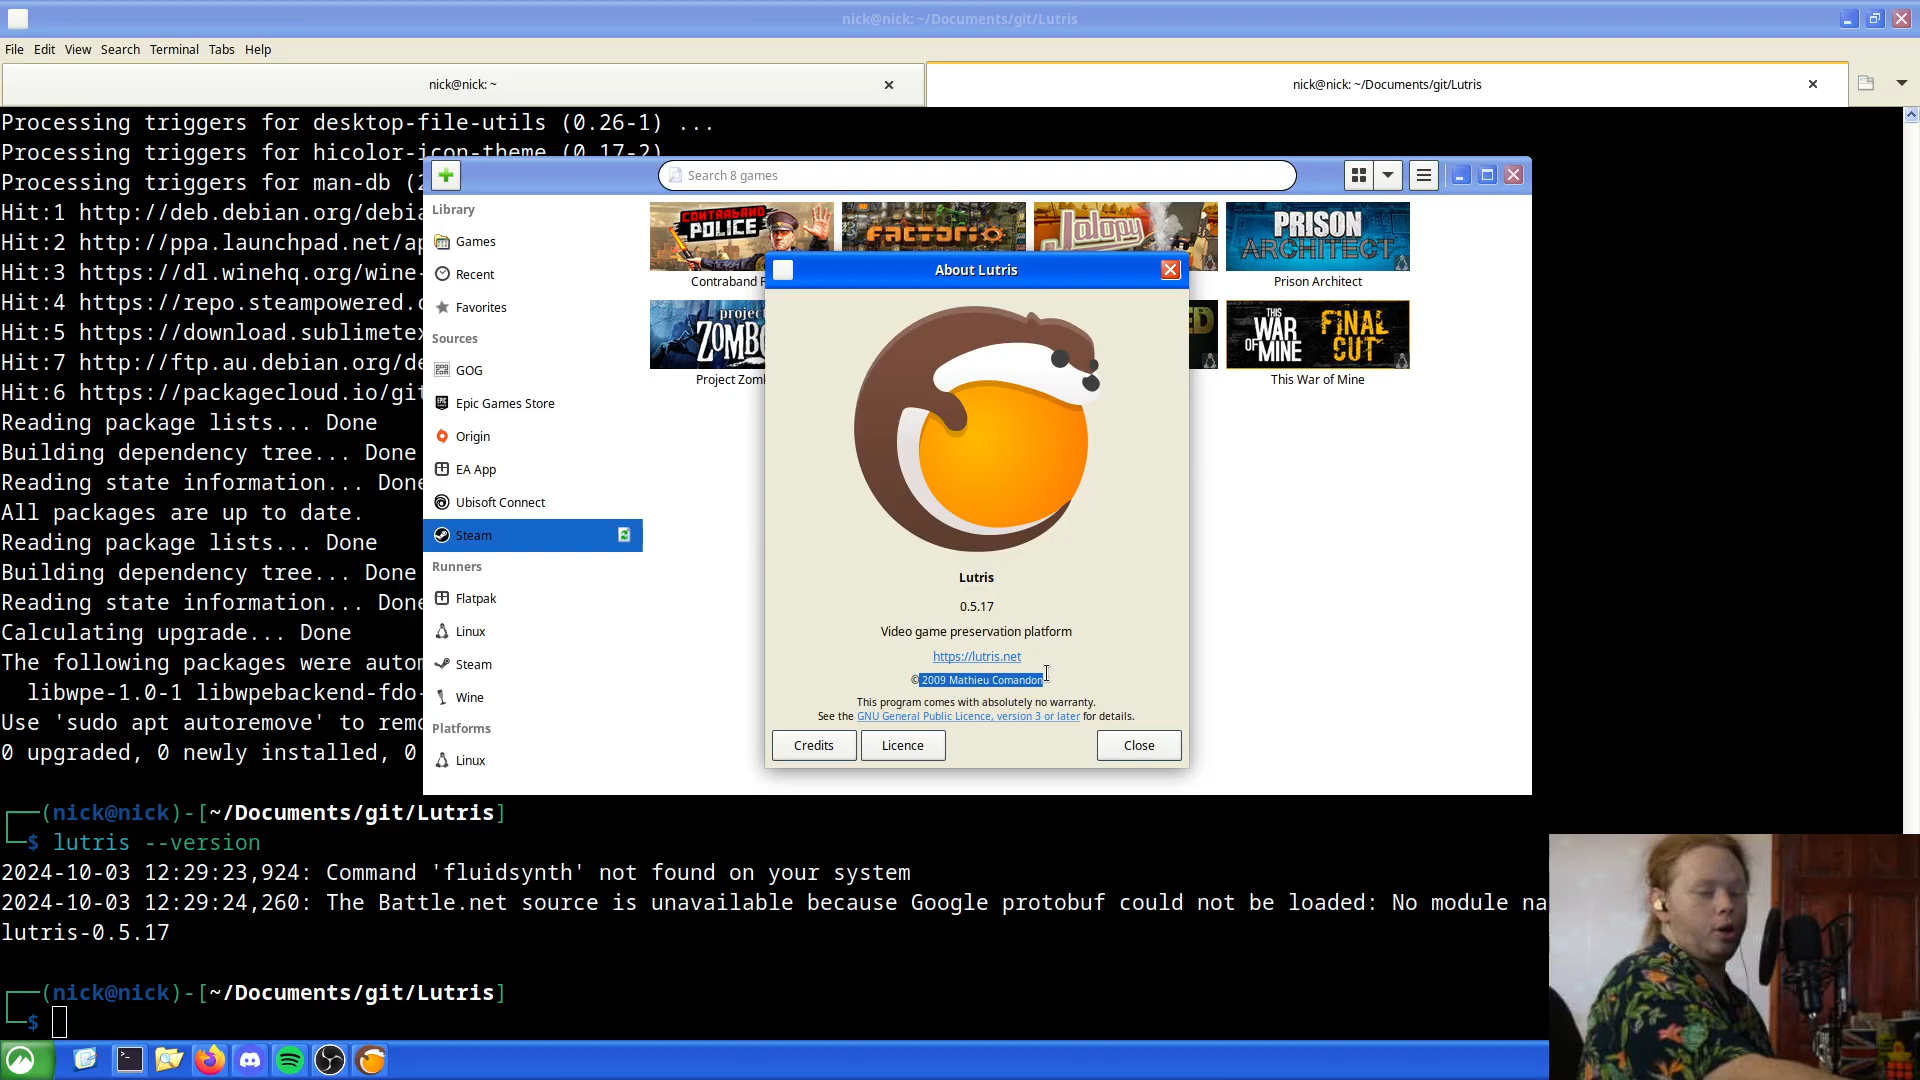 nick@nick: ~/Documents/git/Lutris
File Edit View Search Terminal Tabs Help
nick@nick: ~
nick@nick: ~/Documents/git/Lutris
Processing triggers for desktop-file-utils (0.26-1) ...
Processing triggers for hicolor-icon-theme (0.17-2)
Processing triggers for man-db (2
Hit:1 http://deb.debian.org/debia
Hit:2 http://ppa.launchpad.net/ap
Hit:3 https://dl.winehq.org/wine-
Hit:4 https://repo.steampowered.c
Hit:5 https://download.sublimetex
Hit:7 http://ftp.au.debian.org/de
Hit:6 https://packagecloud.io/git
Reading package lists... Done
Building dependency tree... Done
Reading state information... Done
All packages are up to date.
Reading package lists... Done
Building dependency tree... Done
Reading state information... Done
Calculating upgrade... Done
The following packages were autom
libwpe-1.0-1 libwpebackend-fdo-
Use 'sudo apt autoremove' to remo
0 upgraded, 0 newly installed, 0
Search 8 games
Library
Games
Recent
Favorites
Sources
GOG
Epic Games Store
Origin
EA App
Ubisoft Connect
Steam
Runners
Flatpak
Linux
Steam
Wine
Platforms
Linux
CONTRABAND
POLICE
FACTORIO
Jalopy
PRISON
ARCHITECT
Contraband P
Prison Architect
project
ZOMBO
ED
THIS
WAR
OF MINE
FINAL
CUT
Project Zomb
This War of Mine
About Lutris
Lutris
0.5.17
Video game preservation platform
https://lutris.net
© 2009 Mathieu Comandon
This program comes with absolutely no warranty.
See the GNU General Public Licence, version 3 or later for details.
Credits
Licence
Close
(nick@nick)-[~/Documents/git/Lutris]
$ lutris --version
2024-10-03 12:29:23,924: Command 'fluidsynth' not found on your system
2024-10-03 12:29:24,260: The Battle.net source is unavailable because Google protobuf could not be loaded: No module na
lutris-0.5.17
(nick@nick)-[~/Documents/git/Lutris]
$